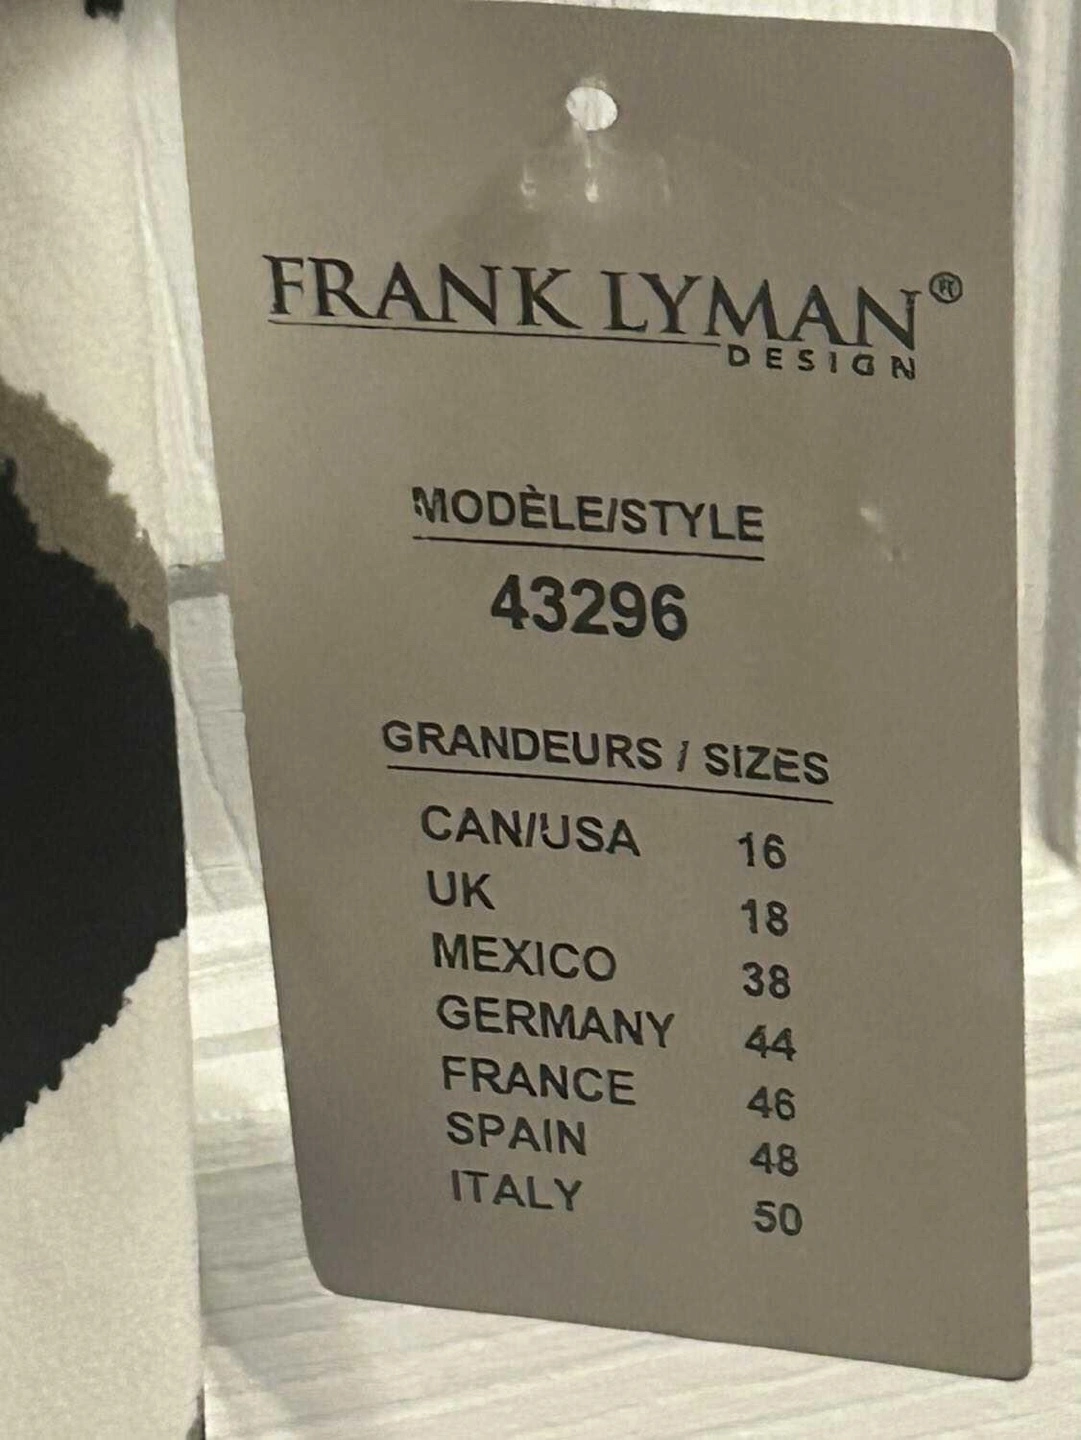 FRANK LYMAN®
DESIGN
MODÈLE/STYLE
43296
GRANDEURS / SIZES
CAN/USA 16
UK 18
MEXICO 38
GERMANY 44
FRANCE 46
SPAIN 48
ITALY 50